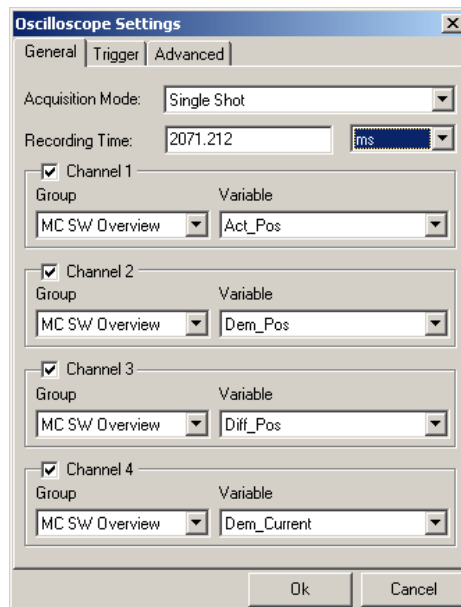 Oscilloscope Settings
General Trigger Advanced
Acquisition Mode: Single Shot
Recording Time: 2071.212 ms
Channel 1
Group Variable
MC SW Overview Act_Pos
Channel 2
Group Variable
MC SW Overview Dem_Pos
Channel 3
Group Variable
MC SW Overview Diff_Pos
Channel 4
Group Variable
MC SW Overview Dem_Current
Ok Cancel